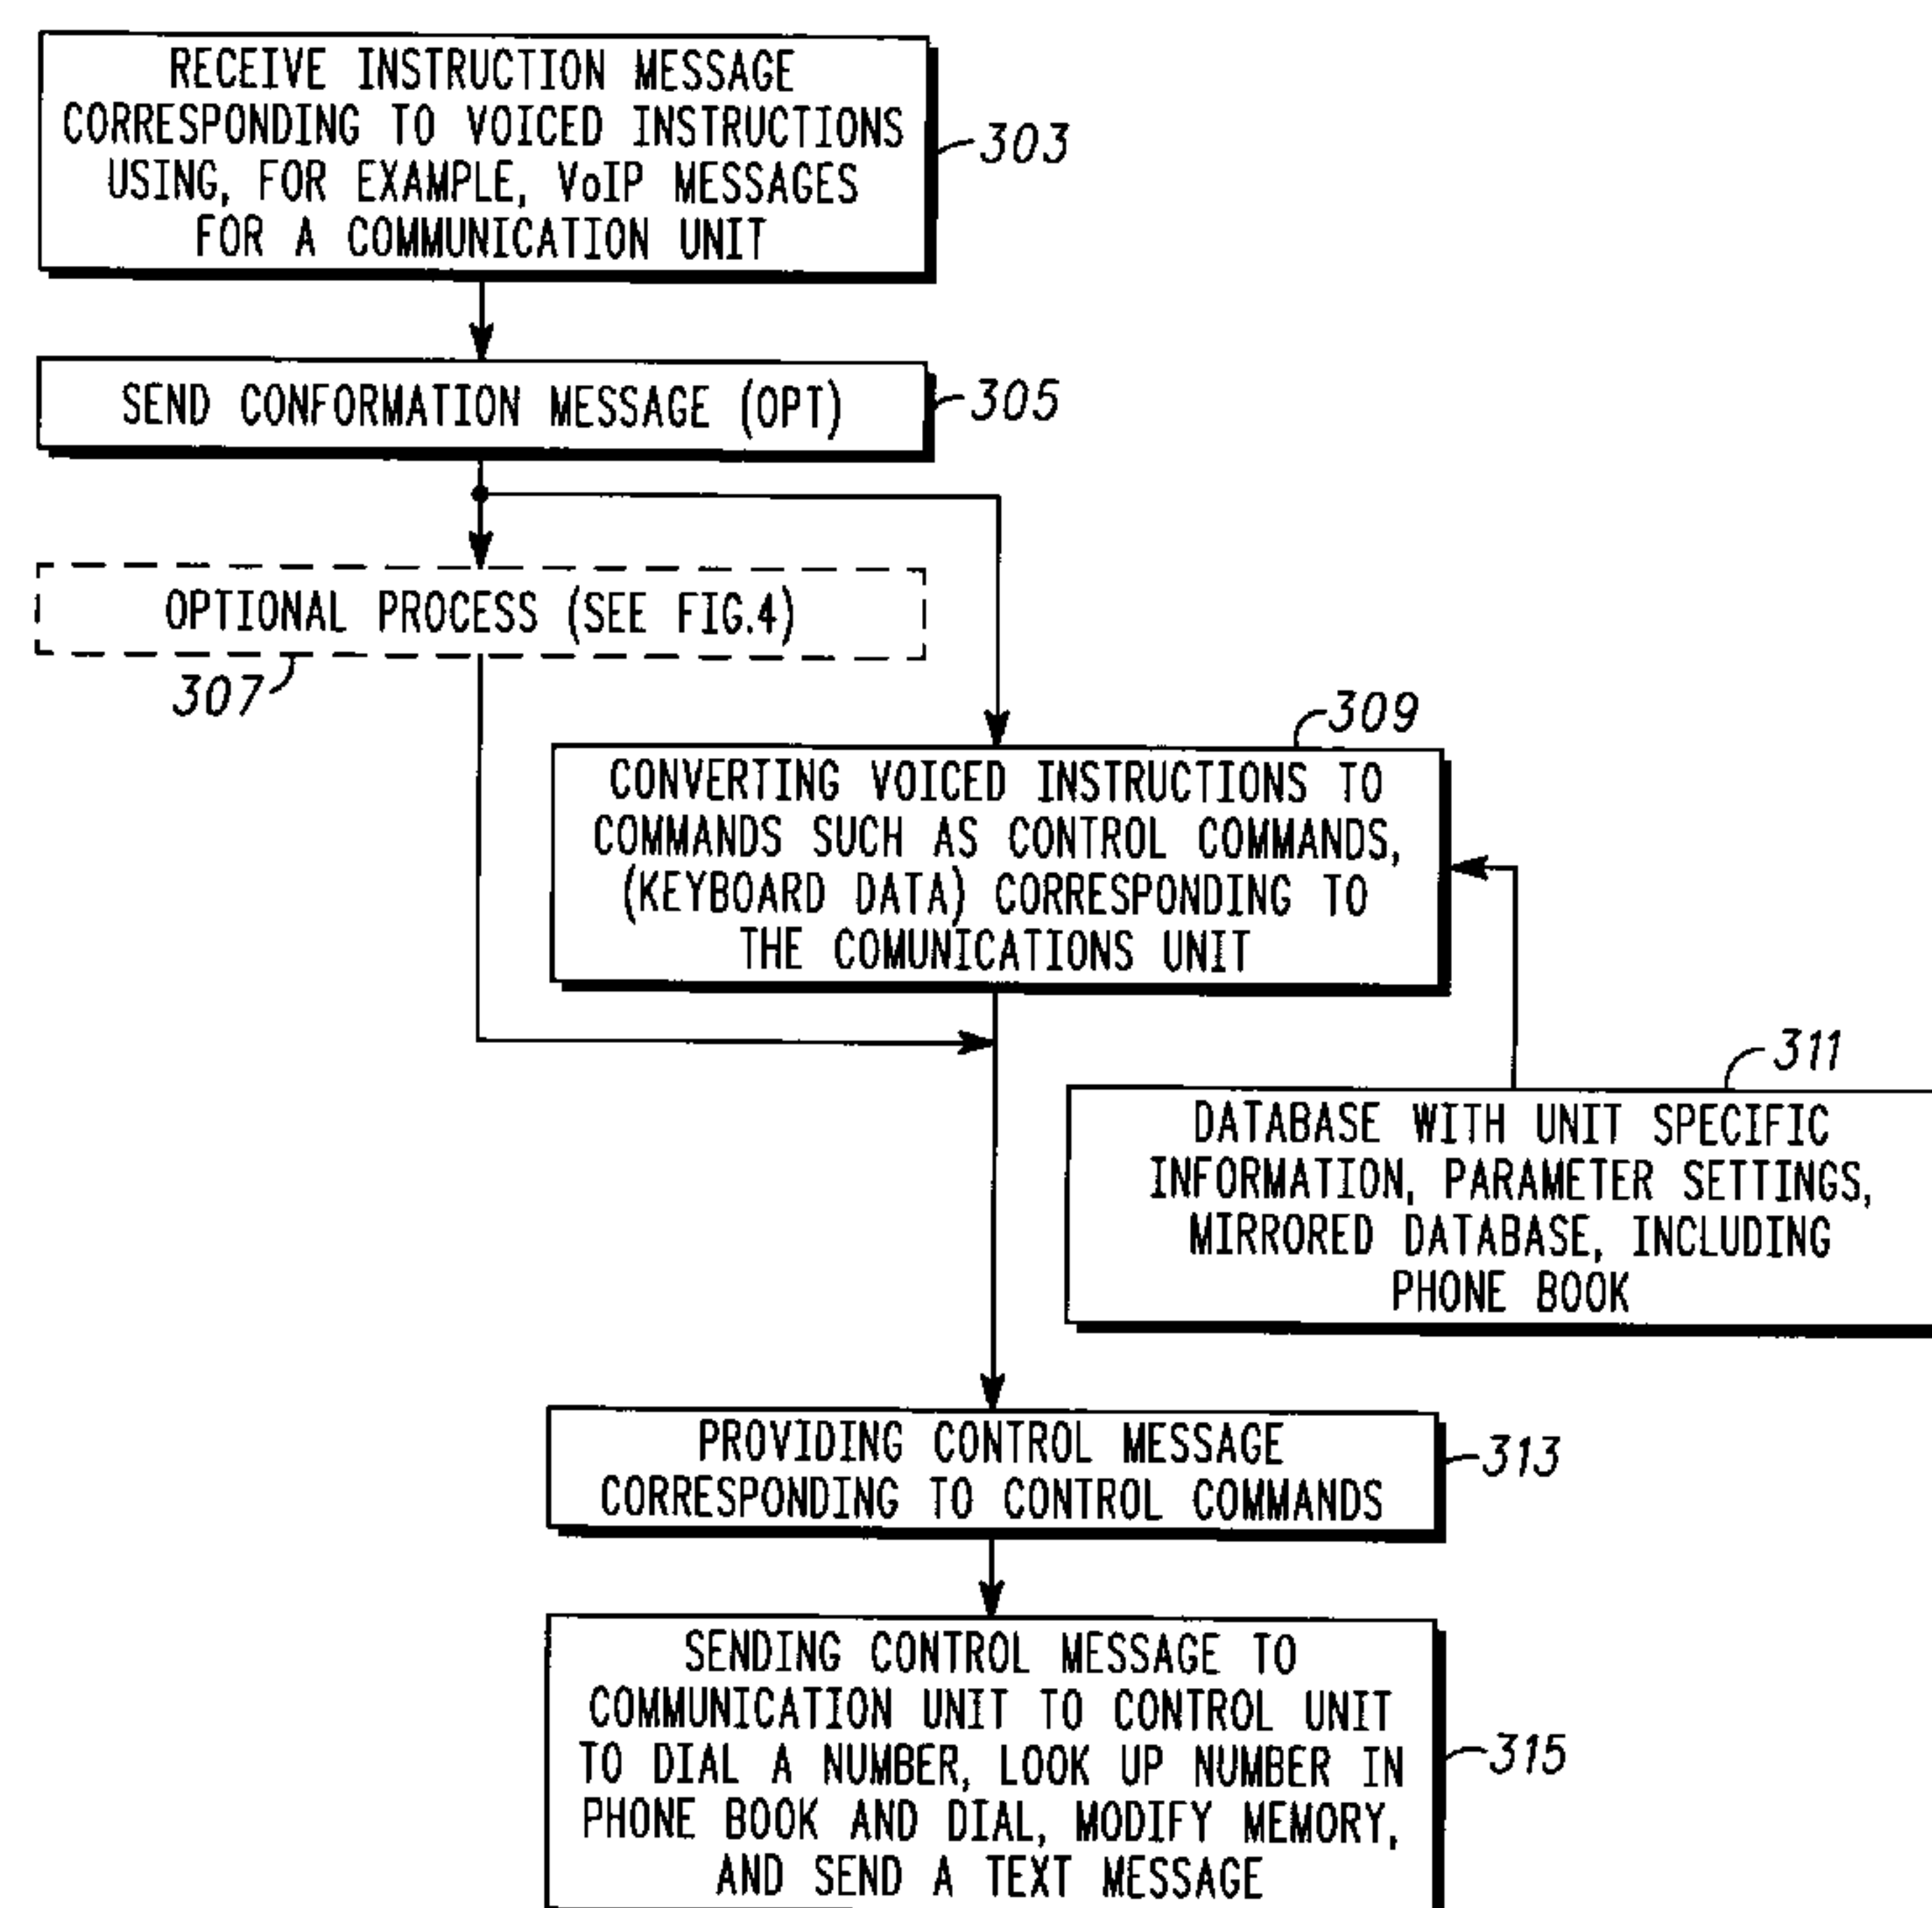 RECEIVE INSTRUCTION MESSAGE
CORRESPONDING TO VOICED INSTRUCTIONS
USING, FOR EXAMPLE, VoIP MESSAGES
FOR A COMMUNICATION UNIT
303
SEND CONFORMATION MESSAGE (OPT)
305
OPTIONAL PROCESS (SEE FIG.4)
307
309
CONVERTING VOICED INSTRUCTIONS TO
COMMANDS SUCH AS CONTROL COMMANDS,
(KEYBOARD DATA) CORRESPONDING TO
THE COMUNICATIONS UNIT
311
DATABASE WITH UNIT SPECIFIC
INFORMATION, PARAMETER SETTINGS,
MIRRORED DATABASE, INCLUDING
PHONE BOOK
PROVIDING CONTROL MESSAGE
CORRESPONDING TO CONTROL COMMANDS
313
SENDING CONTROL MESSAGE TO
COMMUNICATION UNIT TO CONTROL UNIT
TO DIAL A NUMBER, LOOK UP NUMBER IN
PHONE BOOK AND DIAL, MODIFY MEMORY,
AND SEND A TEXT MESSAGE
315